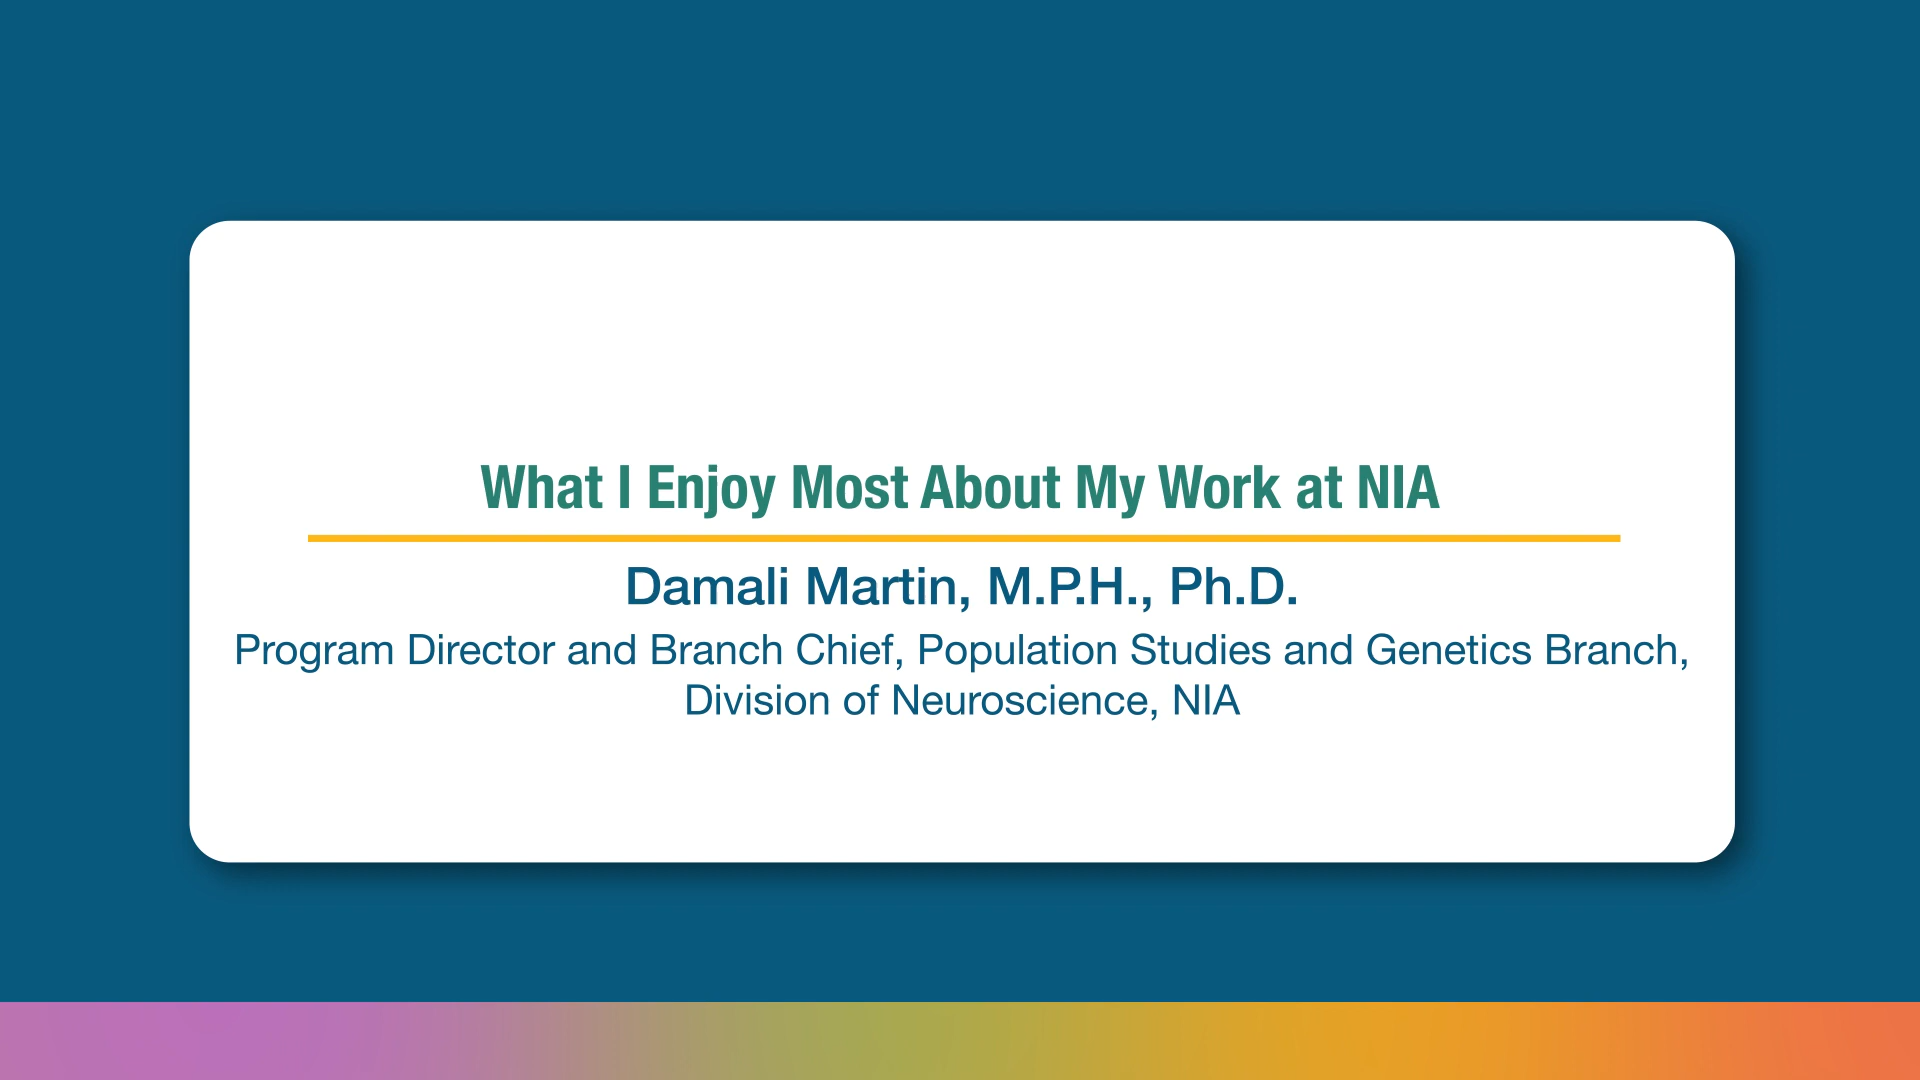 What I Enjoy Most About My Work at NIA
Damali Martin, M.P.H., Ph.D.
Program Director and Branch Chief, Population Studies and Genetics Branch,
Division of Neuroscience, NIA